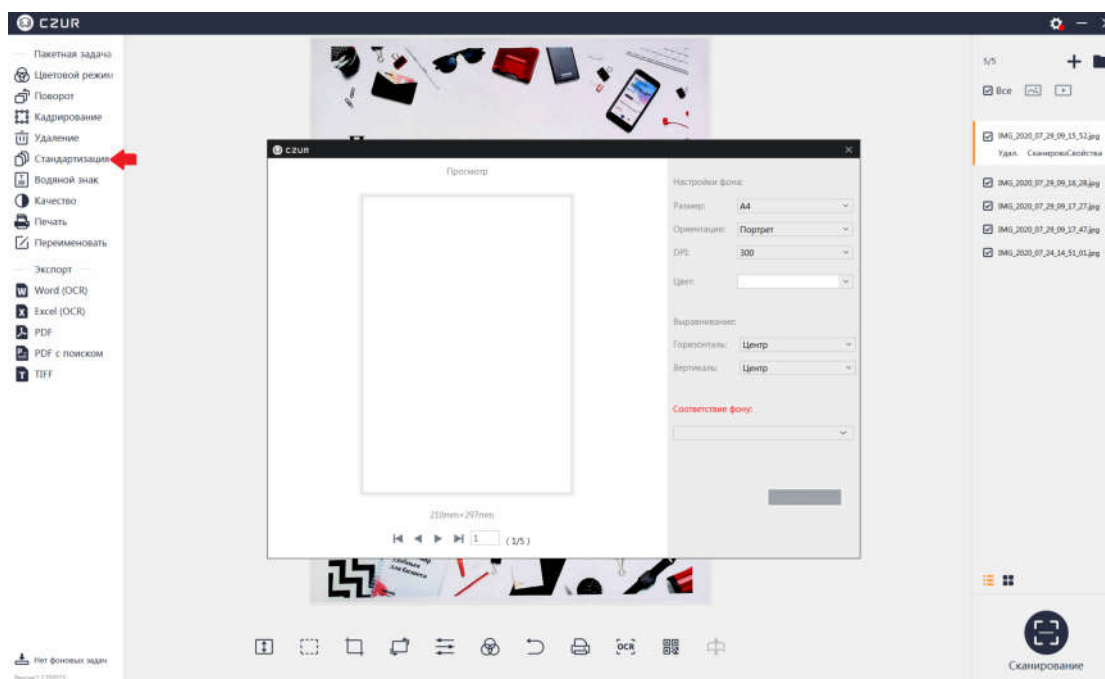 CZUR
Пакетная задача
Цветовой режим
Поворот
Кадрирование
Удаление
Стандартизация
Водяной знак
Качество
Печать
Переименовать
Экспорт
Word (OCR)
Excel (OCR)
PDF
PDF с поиском
TIFF
Нет фоновых задач
CZUR
Просмотр
210mm×297mm
1 (1/5)
Настройки фона:
Размер: A4
Ориентация: Портрет
DPI: 300
Цвет:
Выравнивание:
Горизонталь: Центр
Вертикаль: Центр
Соответствие фону:
для бизнеса
OCR
5/5
Все
IMG_2020_07_29_09_15_52.jpg
Удал. СканировиСвойства
IMG_2020_07_29_09_16_28.jpg
IMG_2020_07_29_09_17_27.jpg
IMG_2020_07_29_09_17_47.jpg
IMG_2020_07_24_14_51_01.jpg
Сканирование